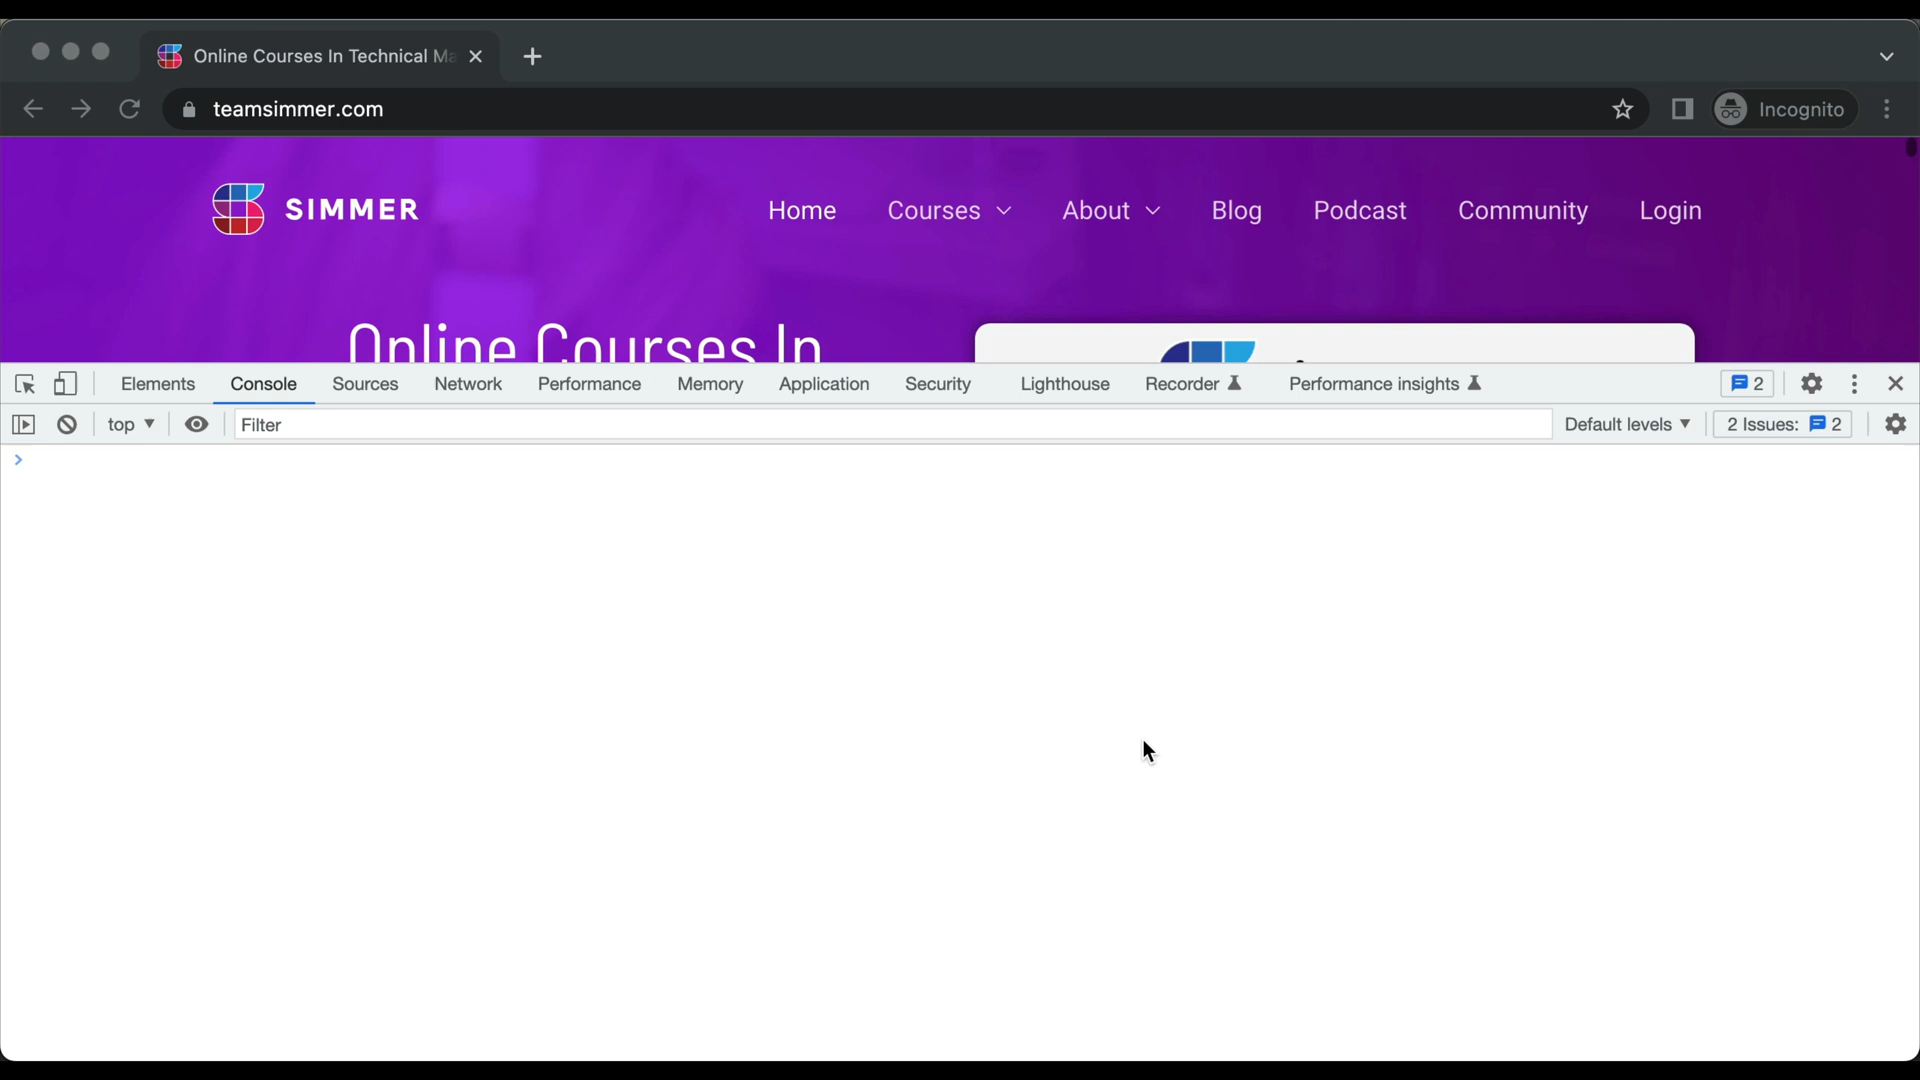 Online Courses In Technical Ma
teamsimmer.com
Incognito
SIMMER
Home Courses About Blog Podcast Community Login
Online Courses In
Elements Console Sources Network Performance Memory Application Security Lighthouse Recorder Performance insights 2
top Filter Default levels 2 Issues: 2